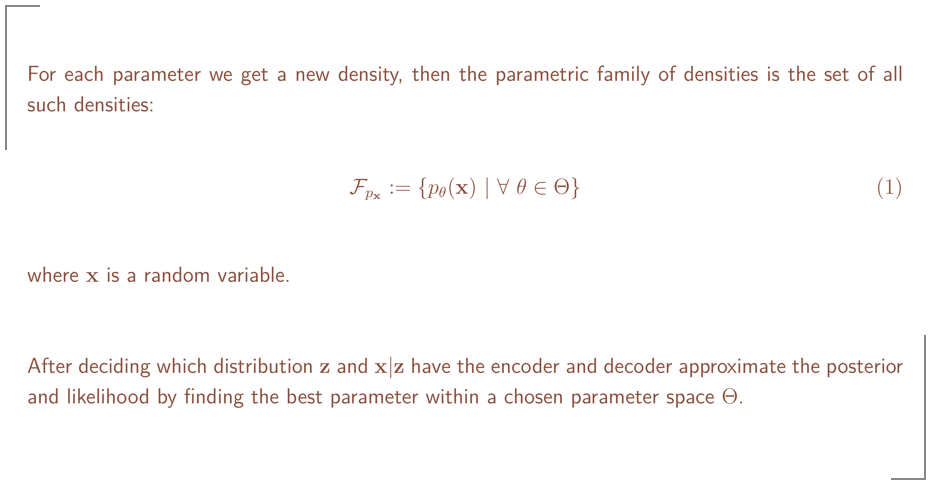 For each parameter we get a new density, then the parametric family of densities is the set of all
such densities:
$\mathcal{F}_{p_{\mathbf{x}}} := \{p_\theta(\mathbf{x}) \mid \forall\ \theta \in \Theta\}$ (1)
where $\mathbf{x}$ is a random variable.
After deciding which distribution $\mathbf{z}$ and $\mathbf{x}|\mathbf{z}$ have the encoder and decoder approximate the posterior
and likelihood by finding the best parameter within a chosen parameter space $\Theta$.